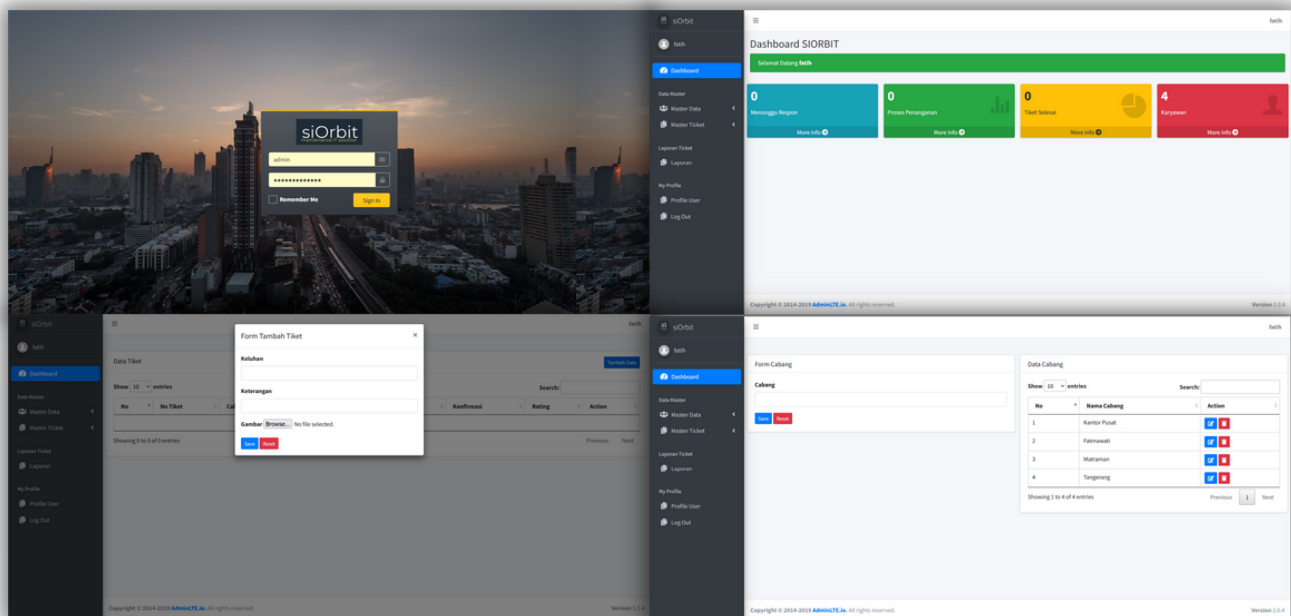 siOrbit
maintenance & solution
admin
Remember Me
Sign In
siOrbit
fatih
Dashboard
Data Master
Master Data
Master Ticket
Laporan Ticket
Laporan
My Profile
Profile User
Log Out
fatih
Dashboard SIORBIT
Selamat Datang fatih
0
Menunggu Respon
More info
0
Proses Penanganan
More info
0
Tiket Selesai
More info
4
Karyawan
More info
Copyright © 2014-2019 AdminLTE.io. All rights reserved.
Version 3.0.4
siOrbit
fatih
Dashboard
Data Master
Master Data
Master Ticket
Laporan Ticket
Laporan
My Profile
Profile User
Log Out
fatih
Data Tiket
Tambah Data
Show 10 entries
Search:
No No Tiket Konfirmasi Rating Action
Showing 0 to 0 of 0 entries
Previous Next
Form Tambah Tiket ×
Keluhan
Keterangan
Gambar Browse... No file selected.
Save Reset
Copyright © 2014-2019 AdminLTE.io. All rights reserved.
Version 3.0.4
siOrbit
fatih
Dashboard
Data Master
Master Data
Master Ticket
Laporan Ticket
Laporan
My Profile
Profile User
Log Out
fatih
Form Cabang
Cabang
Save Reset
Data Cabang
Show 10 entries
Search:
No Nama Cabang Action
1 Kantor Pusat
2 Fatmawati
3 Matraman
4 Tangerang
Showing 1 to 4 of 4 entries
Previous 1 Next
Copyright © 2014-2019 AdminLTE.io. All rights reserved.
Version 3.0.4